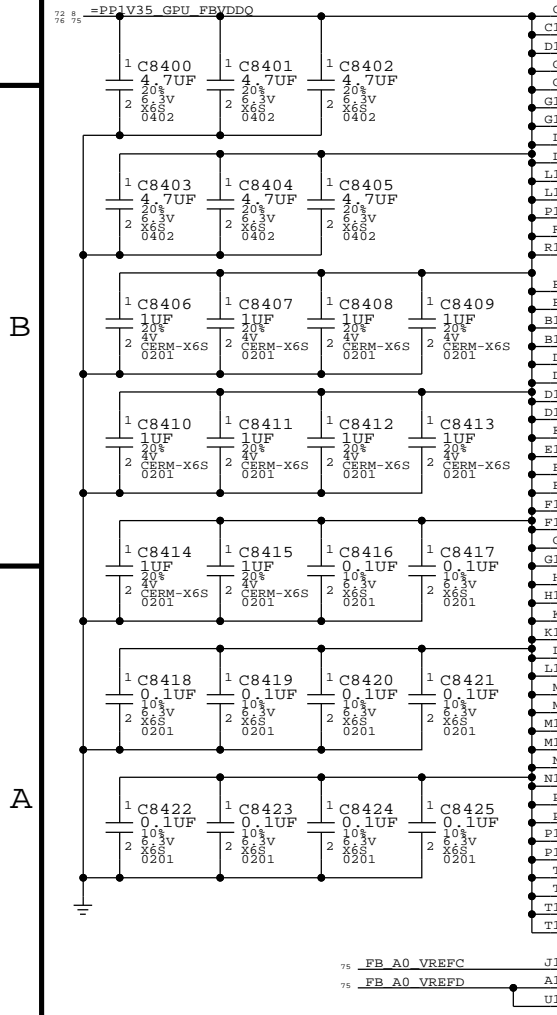 72 8 =PP1V35_GPU_FBVDDQ
76 75
1 C8400 1 C8401 1 C8402
4.7UF 4.7UF 4.7UF
20% 20% 20%
2 6.3V 2 6.3V 2 6.3V
X6S X6S X6S
0402 0402 0402
1 C8403 1 C8404 1 C8405
4.7UF 4.7UF 4.7UF
20% 20% 20%
2 6.3V 2 6.3V 2 6.3V
X6S X6S X6S
0402 0402 0402
B
1 C8406 1 C8407 1 C8408 1 C8409
1UF 1UF 1UF 1UF
20% 20% 20% 20%
2 4V 2 4V 2 4V 2 4V
CERM-X6S CERM-X6S CERM-X6S CERM-X6S
0201 0201 0201 0201
1 C8410 1 C8411 1 C8412 1 C8413
1UF 1UF 1UF 1UF
20% 20% 20% 20%
2 4V 2 4V 2 4V 2 4V
CERM-X6S CERM-X6S CERM-X6S CERM-X6S
0201 0201 0201 0201
1 C8414 1 C8415 1 C8416 1 C8417
1UF 1UF 0.1UF 0.1UF
20% 20% 10% 10%
2 4V 2 4V 2 6.3V 2 6.3V
CERM-X6S CERM-X6S X6S X6S
0201 0201 0201 0201
1 C8418 1 C8419 1 C8420 1 C8421
0.1UF 0.1UF 0.1UF 0.1UF
10% 10% 10% 10%
2 6.3V 2 6.3V 2 6.3V 2 6.3V
X6S X6S X6S X6S
0201 0201 0201 0201
A
1 C8422 1 C8423 1 C8424 1 C8425
0.1UF 0.1UF 0.1UF 0.1UF
10% 10% 10% 10%
2 6.3V 2 6.3V 2 6.3V 2 6.3V
X6S X6S X6S X6S
0201 0201 0201 0201
75 FB_A0_VREFC
75 FB_A0_VREFD